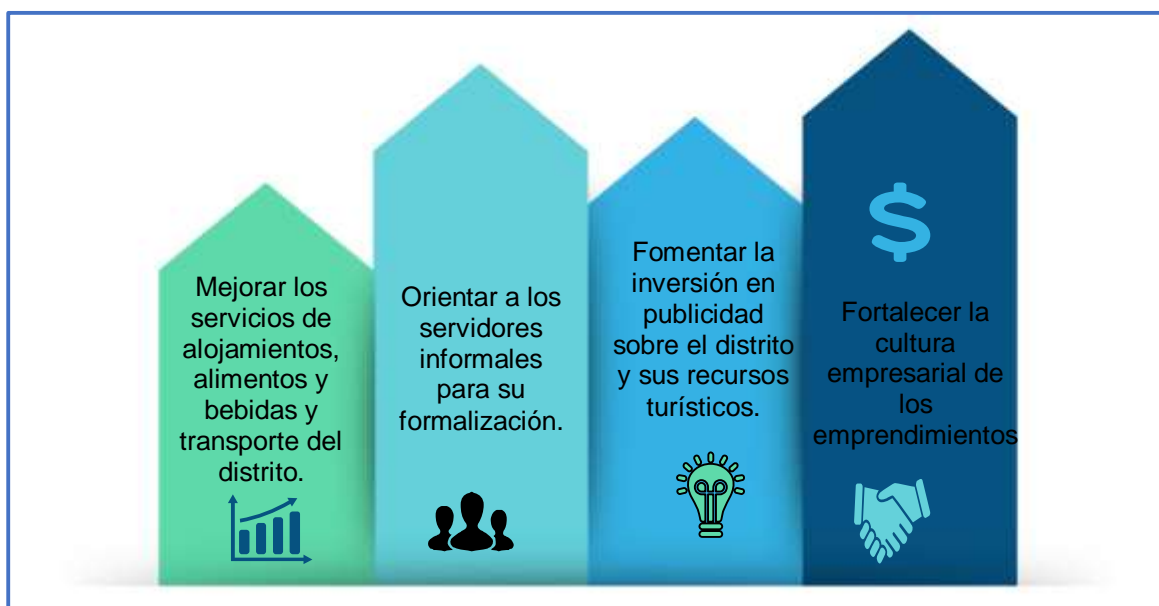 Mejorar los
servicios de
alojamientos,
alimentos y
bebidas y
transporte del
distrito.
Orientar a los
servidores
informales
para su
formalización.
Fomentar la
inversión en
publicidad
sobre el distrito
y sus recursos
turísticos.
$
Fortalecer la
cultura
empresarial de
los
emprendimientos